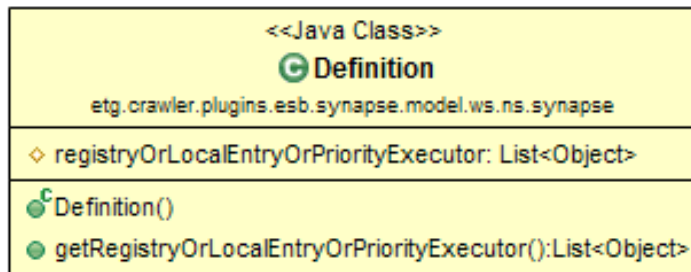 <<Java Class>>
C Definition
etg.crawler.plugins.esb.synapse.model.ws.ns.synapse
registryOrLocalEntryOrPriorityExecutor: List<Object>
C Definition()
getRegistryOrLocalEntryOrPriorityExecutor():List<Object>